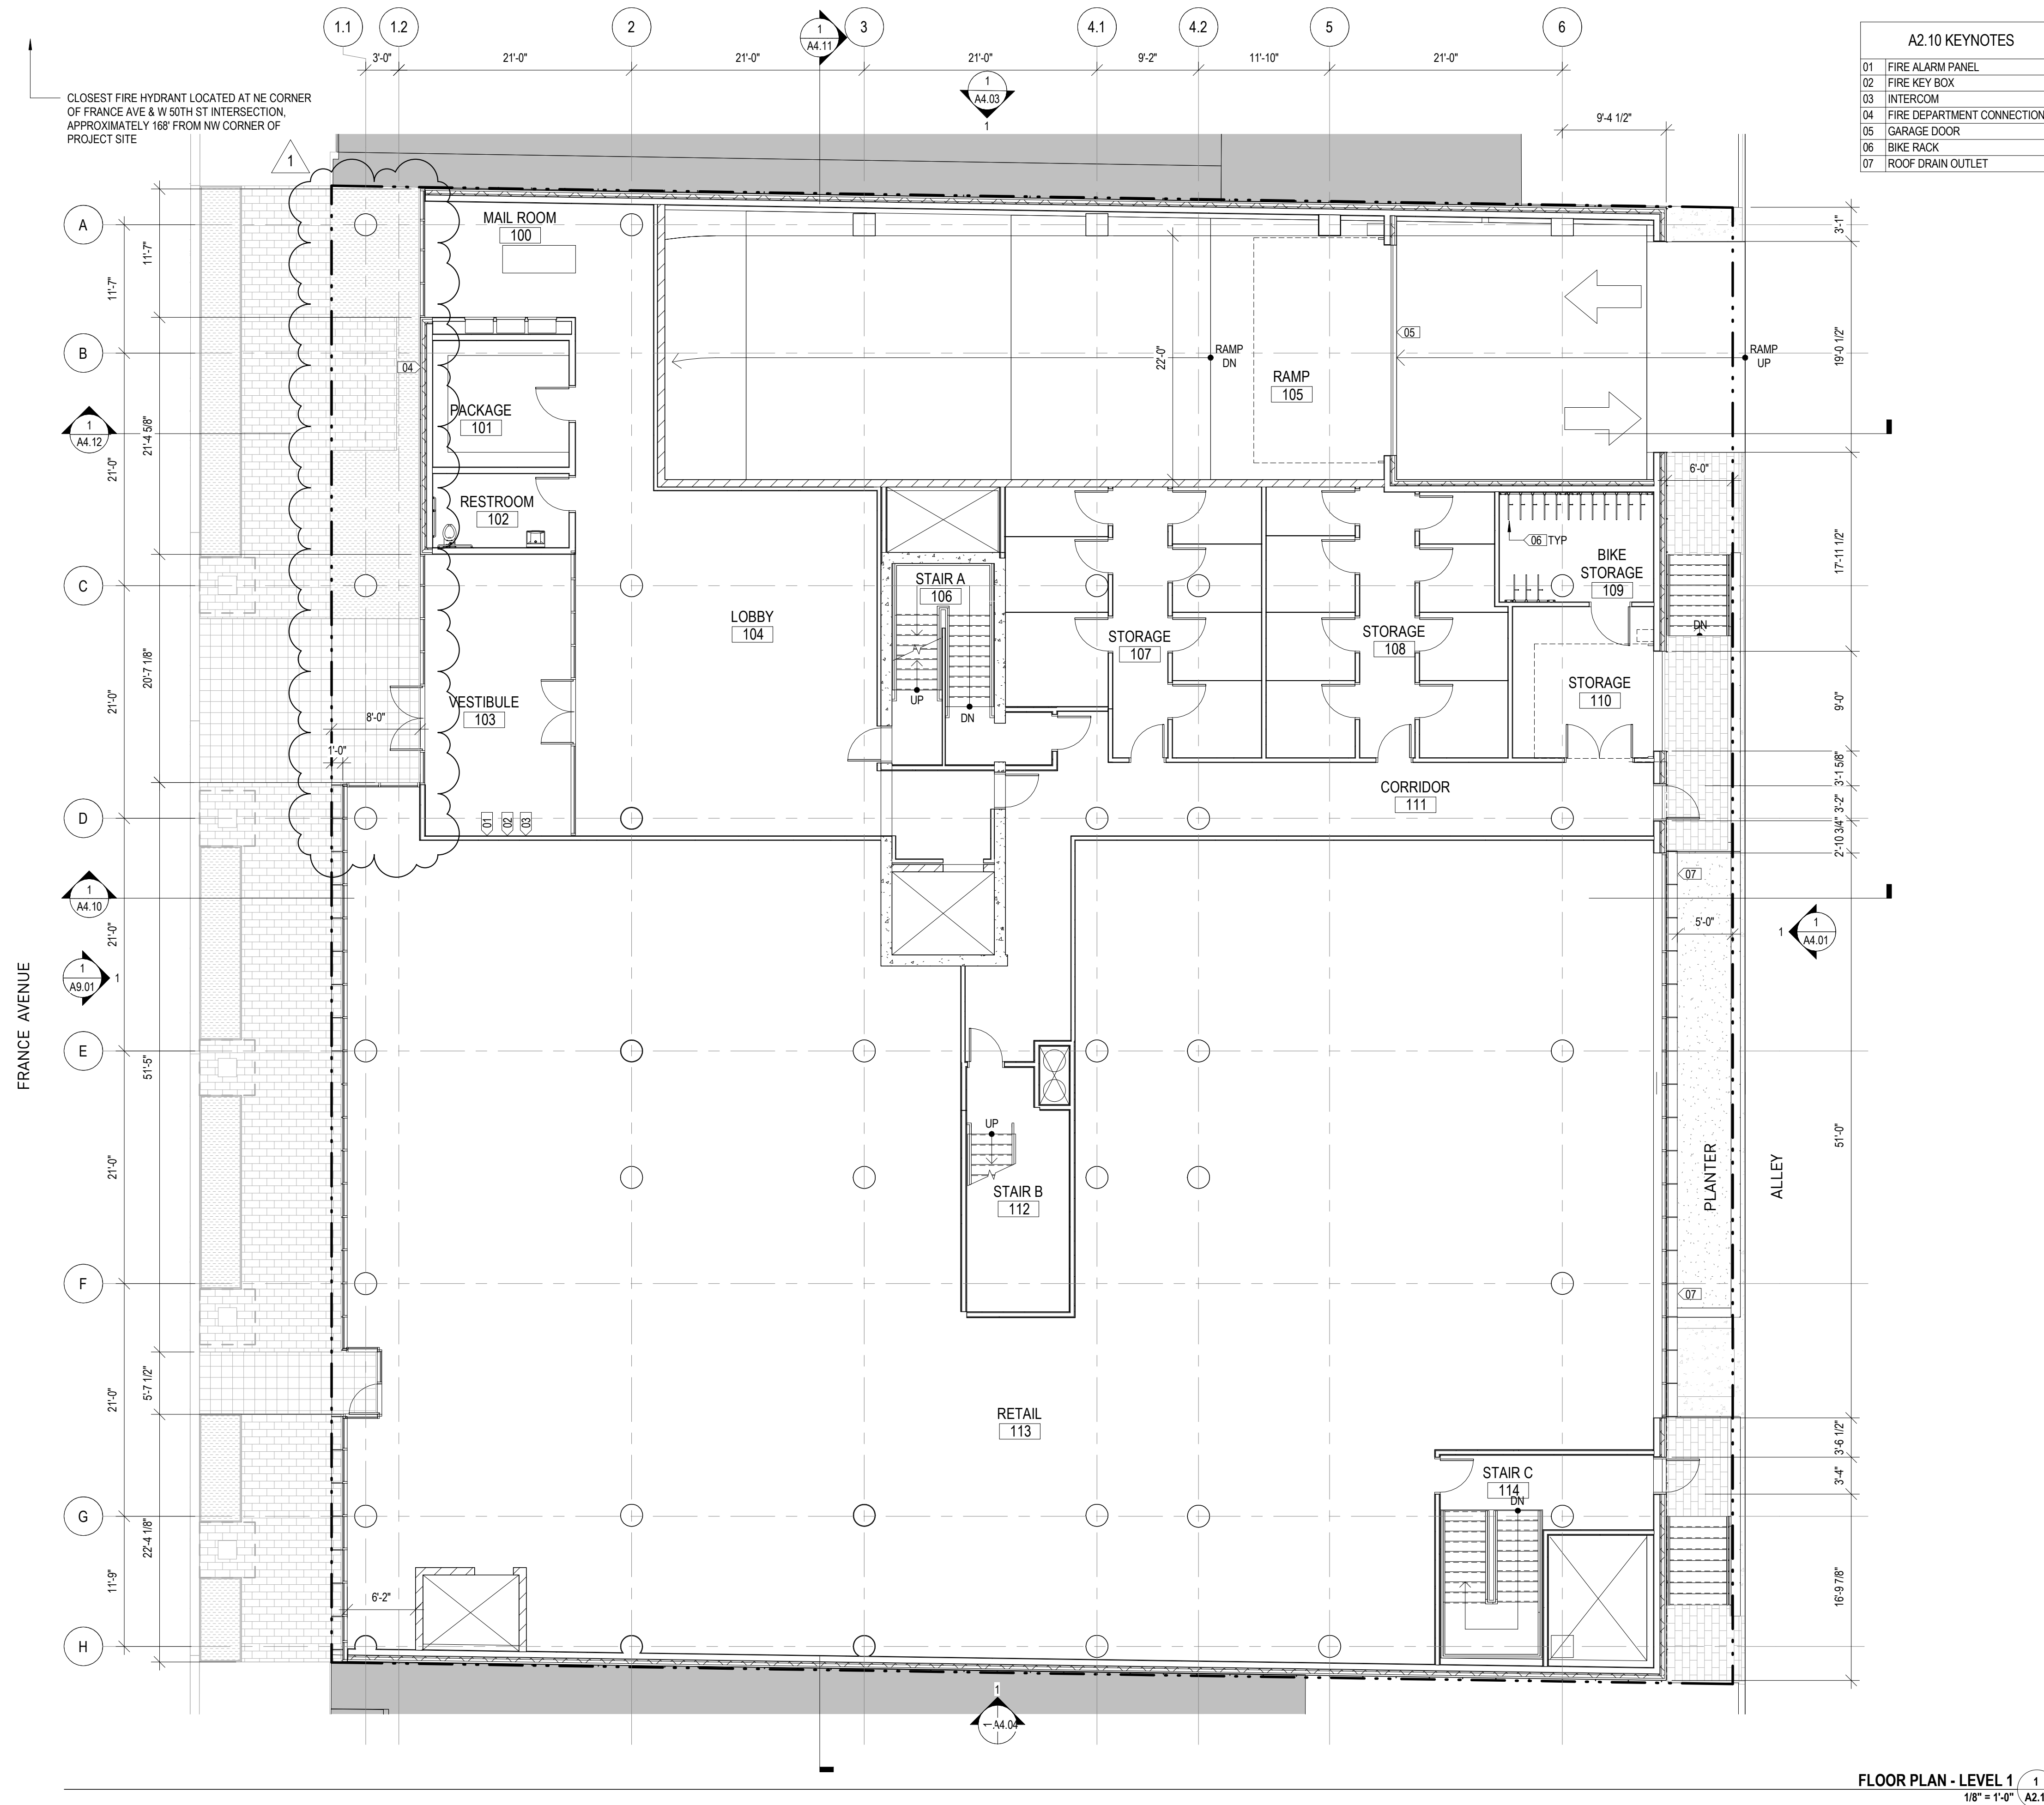 1.1
1.2
2
3
4.1
4.2
5
6
1
A4.11
3'-0"
21'-0"
21'-0"
21'-0"
9'-2"
11'-10"
21'-0"
1
A4.03
1
9'-4 1/2"
A2.10 KEYNOTES
01 FIRE ALARM PANEL
02 FIRE KEY BOX
03 INTERCOM
04 FIRE DEPARTMENT CONNECTION
05 GARAGE DOOR
06 BIKE RACK
07 ROOF DRAIN OUTLET
CLOSEST FIRE HYDRANT LOCATED AT NE CORNER
OF FRANCE AVE & W 50TH ST INTERSECTION,
APPROXIMATELY 168' FROM NW CORNER OF
PROJECT SITE
1
A
B
C
D
E
F
G
H
11'-7"
21'-0"
21'-0"
21'-0"
21'-0"
21'-0"
11'-9"
11'-7"
21'-4 5/8"
20'-7 1/8"
51'-5"
5'-7 1/2"
22'-4 1/8"
1
A4.12
1
A4.10
1
A9.01
1
FRANCE AVENUE
MAIL ROOM
100
04
PACKAGE
101
RESTROOM
102
VESTIBULE
103
8'-0"
1'-0"
01
02
03
LOBBY
104
22'-0"
RAMP
DN
RAMP
105
05
RAMP
UP
STAIR A
106
UP
DN
STORAGE
107
STORAGE
108
06 TYP
BIKE
STORAGE
109
STORAGE
110
CORRIDOR
111
6'-0"
DN
07
5'-0"
1
1
A4.01
UP
STAIR B
112
PLANTER
ALLEY
07
RETAIL
113
STAIR C
114
DN
6'-2"
3'-1"
19'-0 1/2"
17'-11 1/2"
9'-0"
3'-1 5/8"
3'-2"
2'-10 3/4"
51'-0"
3'-6 1/2"
3'-4"
16'-9 7/8"
1
A4.04
1
FLOOR PLAN - LEVEL 1
1/8" = 1'-0"
1
A2.1